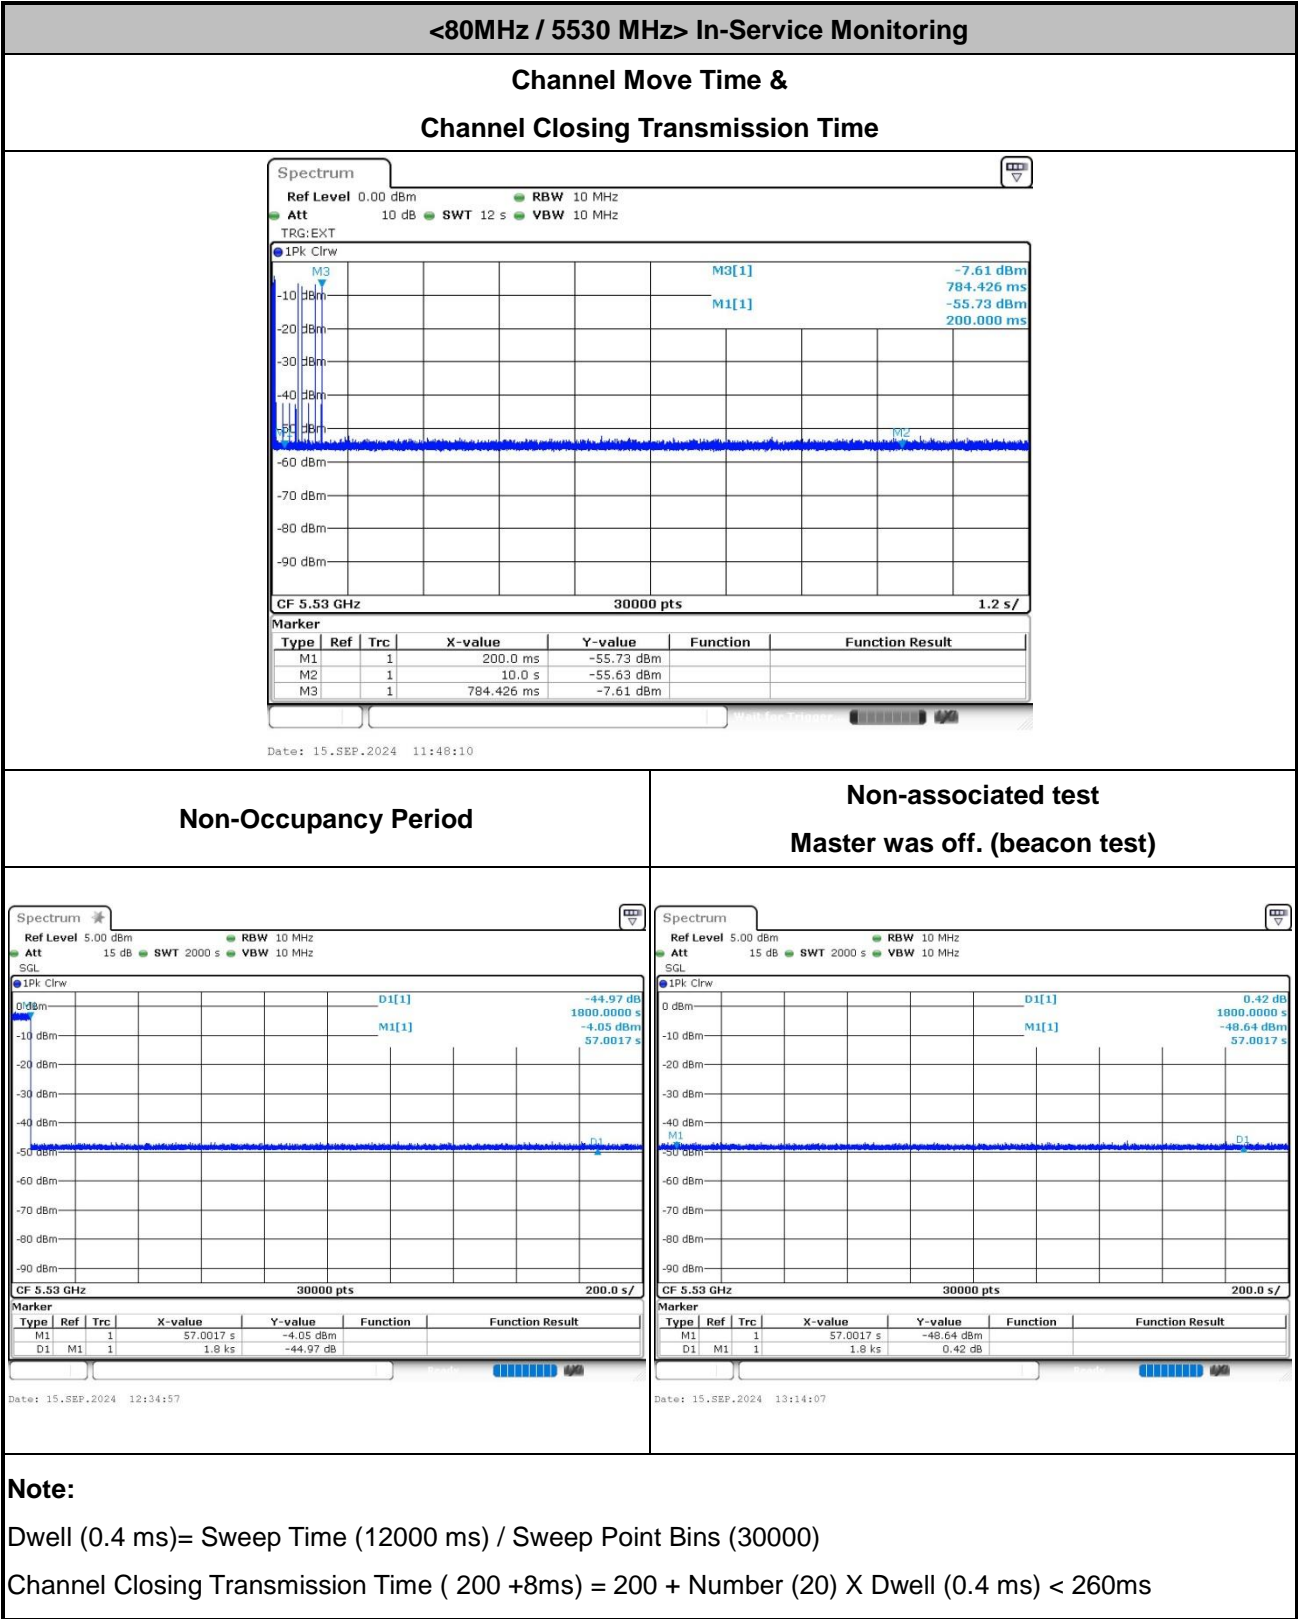 <80MHz / 5530 MHz> In-Service Monitoring
Channel Move Time &
Channel Closing Transmission Time
Spectrum
Ref Level 0.00 dBm RBW 10 MHz
Att 10 dB SWT 12 s VBW 10 MHz
TRG:EXT
1Pk Clrw
M3 M3[1] -7.61 dBm
784.426 ms
-10 dBm M1[1] -55.73 dBm
200.000 ms
-20 dBm
-30 dBm
-40 dBm
-50 dBm
M1 M2
-60 dBm
-70 dBm
-80 dBm
-90 dBm
CF 5.53 GHz 30000 pts 1.2 s/
Marker
Type Ref Trc X-value Y-value Function Function Result
M1 1 200.0 ms -55.73 dBm
M2 1 10.0 s -55.63 dBm
M3 1 784.426 ms -7.61 dBm
Wait for Trigger
Date: 15.SEP.2024 11:48:10
Non-Occupancy Period
Non-associated test
Master was off. (beacon test)
Spectrum
Ref Level 5.00 dBm RBW 10 MHz
Att 15 dB SWT 2000 s VBW 10 MHz
SGL
1Pk Clrw
0 dBm M1 D1[1] -44.97 dB
1800.0000 s
M1[1] -4.05 dBm
57.0017 s
-10 dBm
-20 dBm
-30 dBm
-40 dBm
D1
-50 dBm
-60 dBm
-70 dBm
-80 dBm
-90 dBm
CF 5.53 GHz 30000 pts 200.0 s/
Marker
Type Ref Trc X-value Y-value Function Function Result
M1 1 57.0017 s -4.05 dBm
D1 M1 1 1.8 ks -44.97 dB
Date: 15.SEP.2024 12:34:57
Spectrum
Ref Level 5.00 dBm RBW 10 MHz
Att 15 dB SWT 2000 s VBW 10 MHz
SGL
1Pk Clrw
0 dBm D1[1] 0.42 dB
1800.0000 s
M1[1] -48.64 dBm
57.0017 s
-10 dBm
-20 dBm
-30 dBm
-40 dBm
M1 D1
-50 dBm
-60 dBm
-70 dBm
-80 dBm
-90 dBm
CF 5.53 GHz 30000 pts 200.0 s/
Marker
Type Ref Trc X-value Y-value Function Function Result
M1 1 57.0017 s -48.64 dBm
D1 M1 1 1.8 ks 0.42 dB
Date: 15.SEP.2024 13:14:07
Note:
Dwell (0.4 ms)= Sweep Time (12000 ms) / Sweep Point Bins (30000)
Channel Closing Transmission Time ( 200 +8ms) = 200 + Number (20) X Dwell (0.4 ms) < 260ms